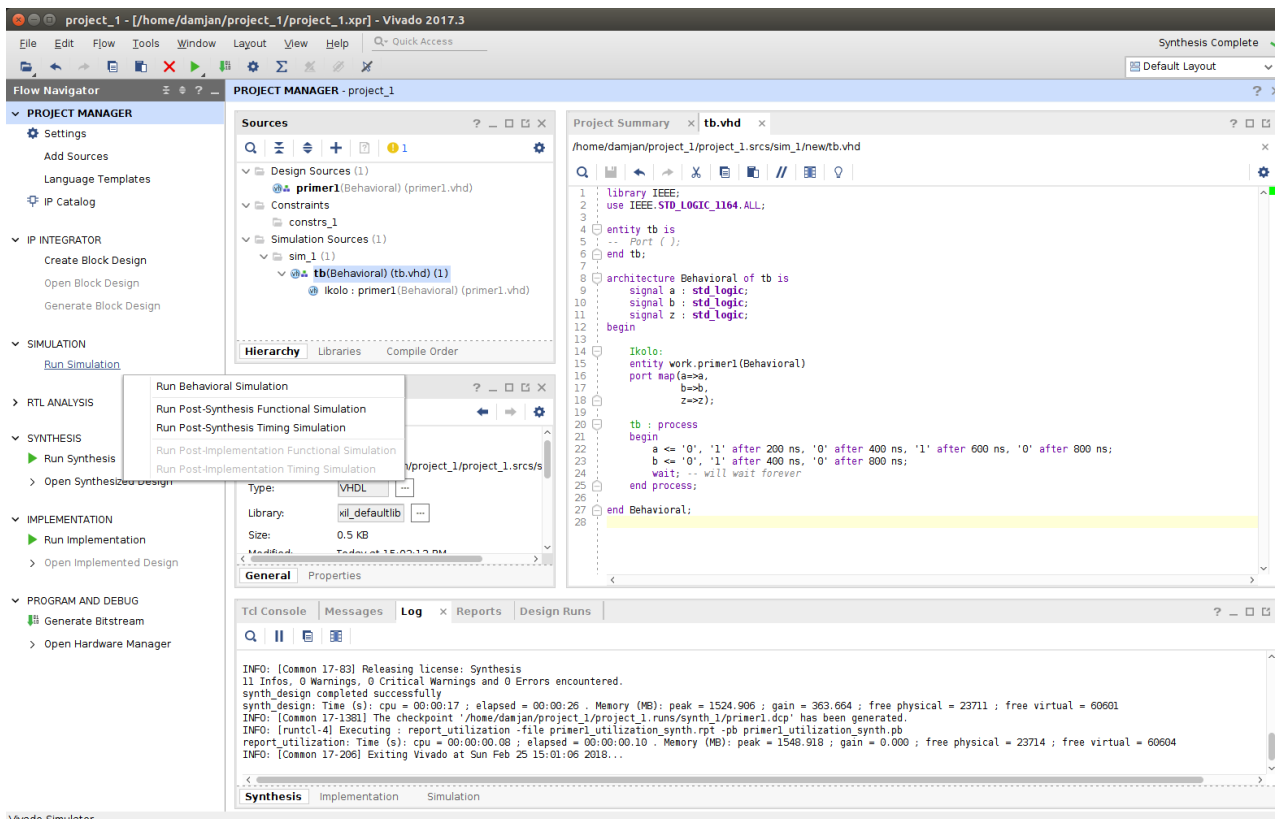 project_1 - [/home/damjan/project_1/project_1.xpr] - Vivado 2017.3
File Edit Flow Tools Window Layout View Help Q- Quick Access
Synthesis Complete
Default Layout
Flow Navigator
PROJECT MANAGER
Settings
Add Sources
Language Templates
IP Catalog
IP INTEGRATOR
Create Block Design
Open Block Design
Generate Block Design
SIMULATION
Run Simulation
Run Behavioral Simulation
Run Post-Synthesis Functional Simulation
Run Post-Synthesis Timing Simulation
Run Post-Implementation Functional Simulation
Run Post-Implementation Timing Simulation
RTL ANALYSIS
SYNTHESIS
Run Synthesis
Open Synthesized Design
IMPLEMENTATION
Run Implementation
Open Implemented Design
PROGRAM AND DEBUG
Generate Bitstream
Open Hardware Manager
PROJECT MANAGER - project_1
Sources
1
Design Sources (1)
primer1(Behavioral) (primer1.vhd)
Constraints
constrs_1
Simulation Sources (1)
sim_1 (1)
tb(Behavioral) (tb.vhd) (1)
Ikolo : primer1(Behavioral) (primer1.vhd)
Hierarchy Libraries Compile Order
/project_1/project_1.srcs/s
Type: VHDL
Library: xil_defaultlib
Size: 0.5 KB
Modified: Today at 15:02:12 PM
General Properties
Project Summary tb.vhd
/home/damjan/project_1/project_1.srcs/sim_1/new/tb.vhd
1 library IEEE;
2 use IEEE.STD_LOGIC_1164.ALL;
3
4 entity tb is
5 -- Port ( );
6 end tb;
7
8 architecture Behavioral of tb is
9 signal a : std_logic;
10 signal b : std_logic;
11 signal z : std_logic;
12 begin
13
14 Ikolo:
15 entity work.primer1(Behavioral)
16 port map(a=>a,
17 b=>b,
18 z=>z);
19
20 tb : process
21 begin
22 a <= '0', '1' after 200 ns, '0' after 400 ns, '1' after 600 ns, '0' after 800 ns;
23 b <= '0', '1' after 400 ns, '0' after 800 ns;
24 wait; -- will wait forever
25 end process;
26
27 end Behavioral;
28
Tcl Console Messages Log Reports Design Runs
INFO: [Common 17-83] Releasing license: Synthesis
11 Infos, 0 Warnings, 0 Critical Warnings and 0 Errors encountered.
synth_design completed successfully
synth_design: Time (s): cpu = 00:00:17 ; elapsed = 00:00:26 . Memory (MB): peak = 1524.906 ; gain = 363.664 ; free physical = 23711 ; free virtual = 60601
INFO: [Common 17-1381] The checkpoint '/home/damjan/project_1/project_1.runs/synth_1/primer1.dcp' has been generated.
INFO: [runtcl-4] Executing : report_utilization -file primer1_utilization_synth.rpt -pb primer1_utilization_synth.pb
report_utilization: Time (s): cpu = 00:00:00.08 ; elapsed = 00:00:00.10 . Memory (MB): peak = 1548.918 ; gain = 0.000 ; free physical = 23714 ; free virtual = 60604
INFO: [Common 17-206] Exiting Vivado at Sun Feb 25 15:01:06 2018...
Synthesis Implementation Simulation
Vivado Simulator